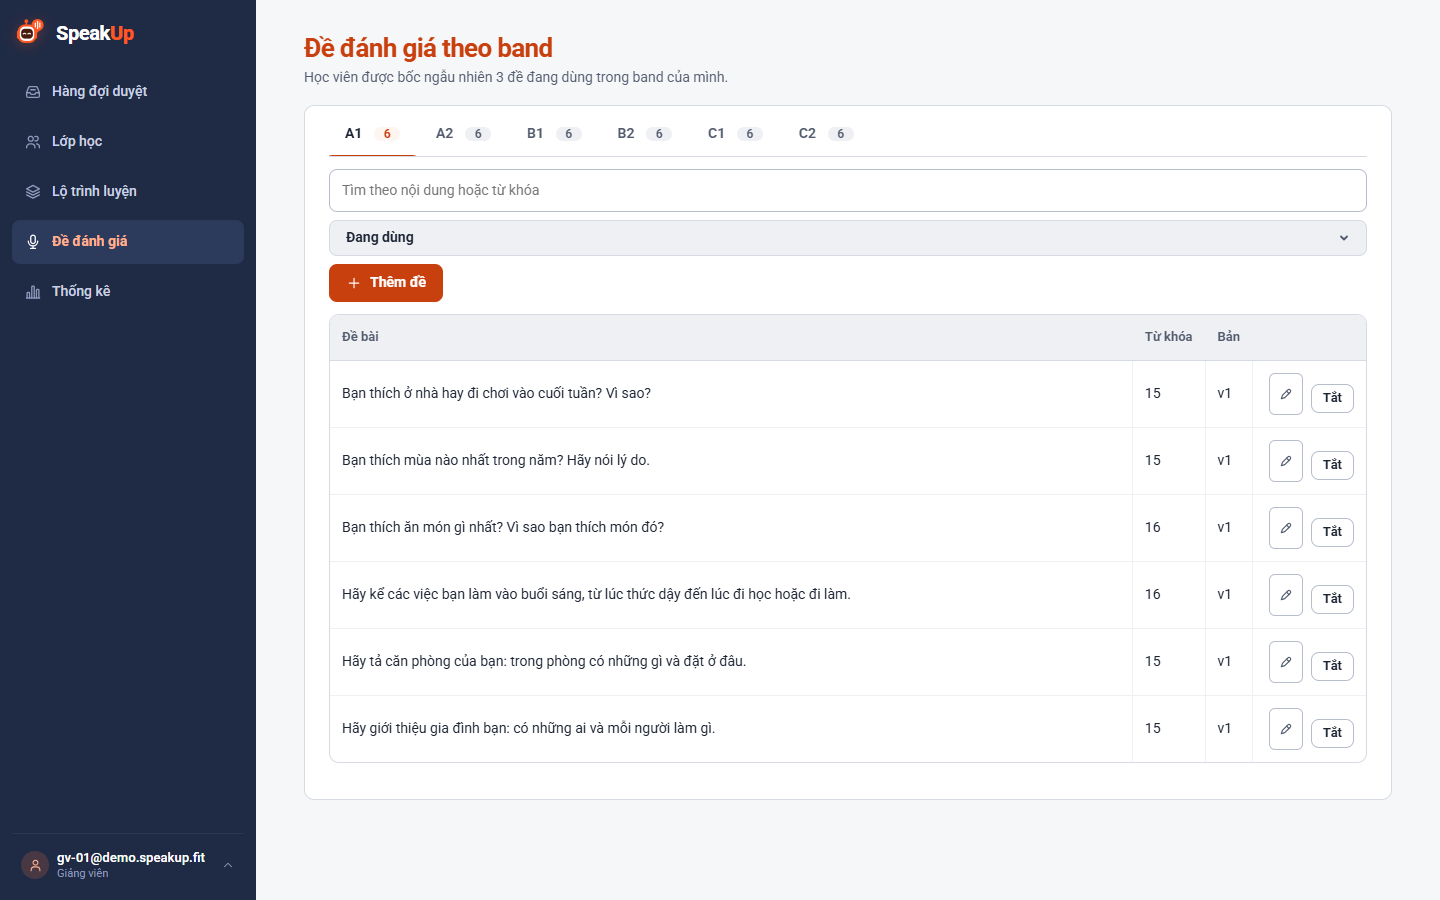 SpeakUp
Hàng đợi duyệt
Lớp học
Lộ trình luyện
Đề đánh giá
Thống kê
gv-01@demo.speakup.fit
Giảng viên
Đề đánh giá theo band
Học viên được bốc ngẫu nhiên 3 đề đang dùng trong band của mình.
A1 6 A2 6 B1 6 B2 6 C1 6 C2 6
Tìm theo nội dung hoặc từ khóa
Đang dùng
+ Thêm đề
Đề bài Từ khóa Bản
Bạn thích ở nhà hay đi chơi vào cuối tuần? Vì sao? 15 v1 Tắt
Bạn thích mùa nào nhất trong năm? Hãy nói lý do. 15 v1 Tắt
Bạn thích ăn món gì nhất? Vì sao bạn thích món đó? 16 v1 Tắt
Hãy kể các việc bạn làm vào buổi sáng, từ lúc thức dậy đến lúc đi học hoặc đi làm. 16 v1 Tắt
Hãy tả căn phòng của bạn: trong phòng có những gì và đặt ở đâu. 15 v1 Tắt
Hãy giới thiệu gia đình bạn: có những ai và mỗi người làm gì. 15 v1 Tắt